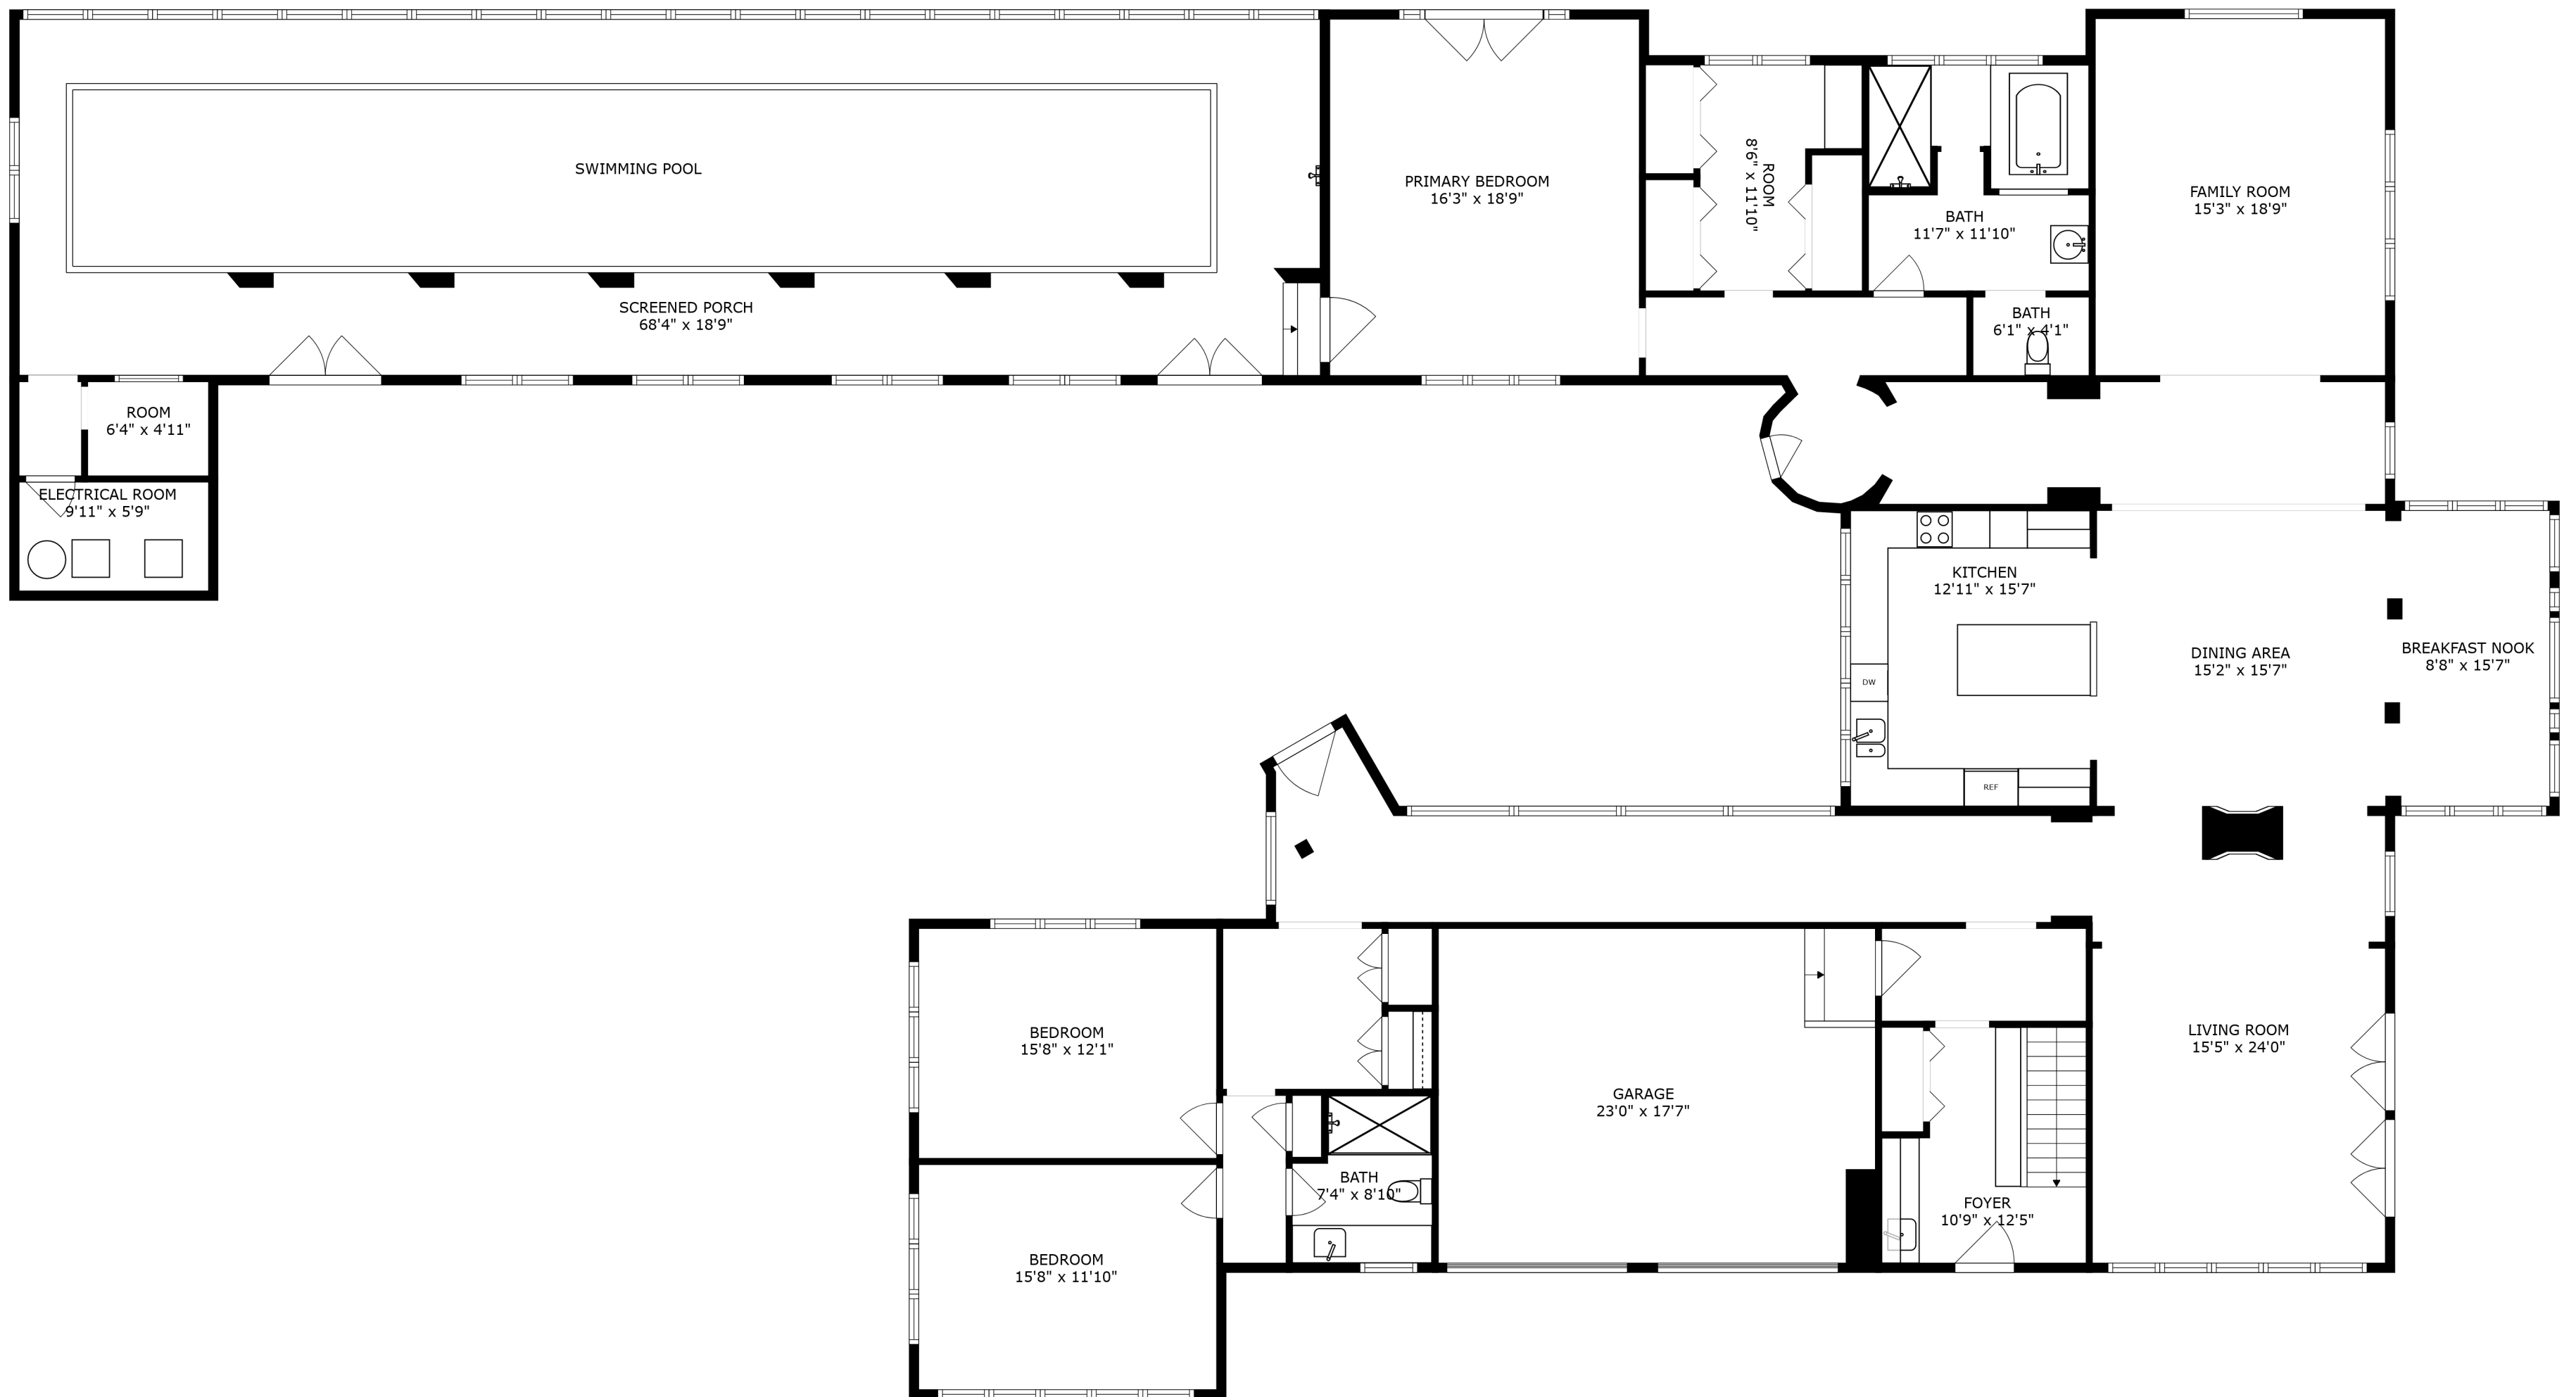 SWIMMING POOL
SCREENED PORCH
68'4" x 18'9"
PRIMARY BEDROOM
16'3" x 18'9"
ROOM
8'6" x 11'10"
BATH
11'7" x 11'10"
BATH
6'1" x 4'1"
FAMILY ROOM
15'3" x 18'9"
ROOM
6'4" x 4'11"
ELECTRICAL ROOM
9'11" x 5'9"
KITCHEN
12'11" x 15'7"
DW
REF
DINING AREA
15'2" x 15'7"
BREAKFAST NOOK
8'8" x 15'7"
BEDROOM
15'8" x 12'1"
GARAGE
23'0" x 17'7"
LIVING ROOM
15'5" x 24'0"
BATH
7'4" x 8'10"
FOYER
10'9" x 12'5"
BEDROOM
15'8" x 11'10"